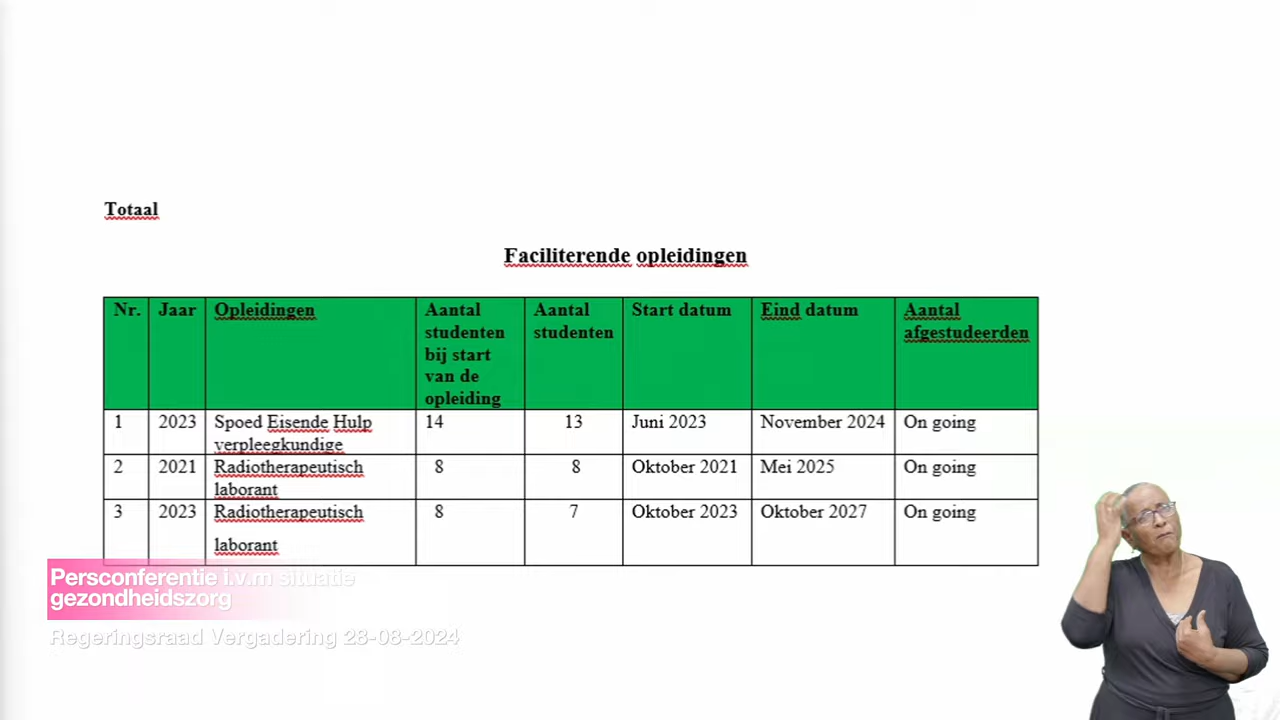 Totaal
Faciliterende opleidingen
Nr. Jaar Opleidingen Aantal studenten bij start van de opleiding Aantal studenten Start datum Eind datum Aantal afgestudeerden
1 2023 Spoed Eisende Hulp verpleegkundige 14 13 Juni 2023 November 2024 On going
2 2021 Radiotherapeutisch laborant 8 8 Oktober 2021 Mei 2025 On going
3 2023 Radiotherapeutisch laborant 8 7 Oktober 2023 Oktober 2027 On going
Persconferentie i.v.m situatie
gezondheidszorg
Regeringsraad Vergadering 28-08-2024